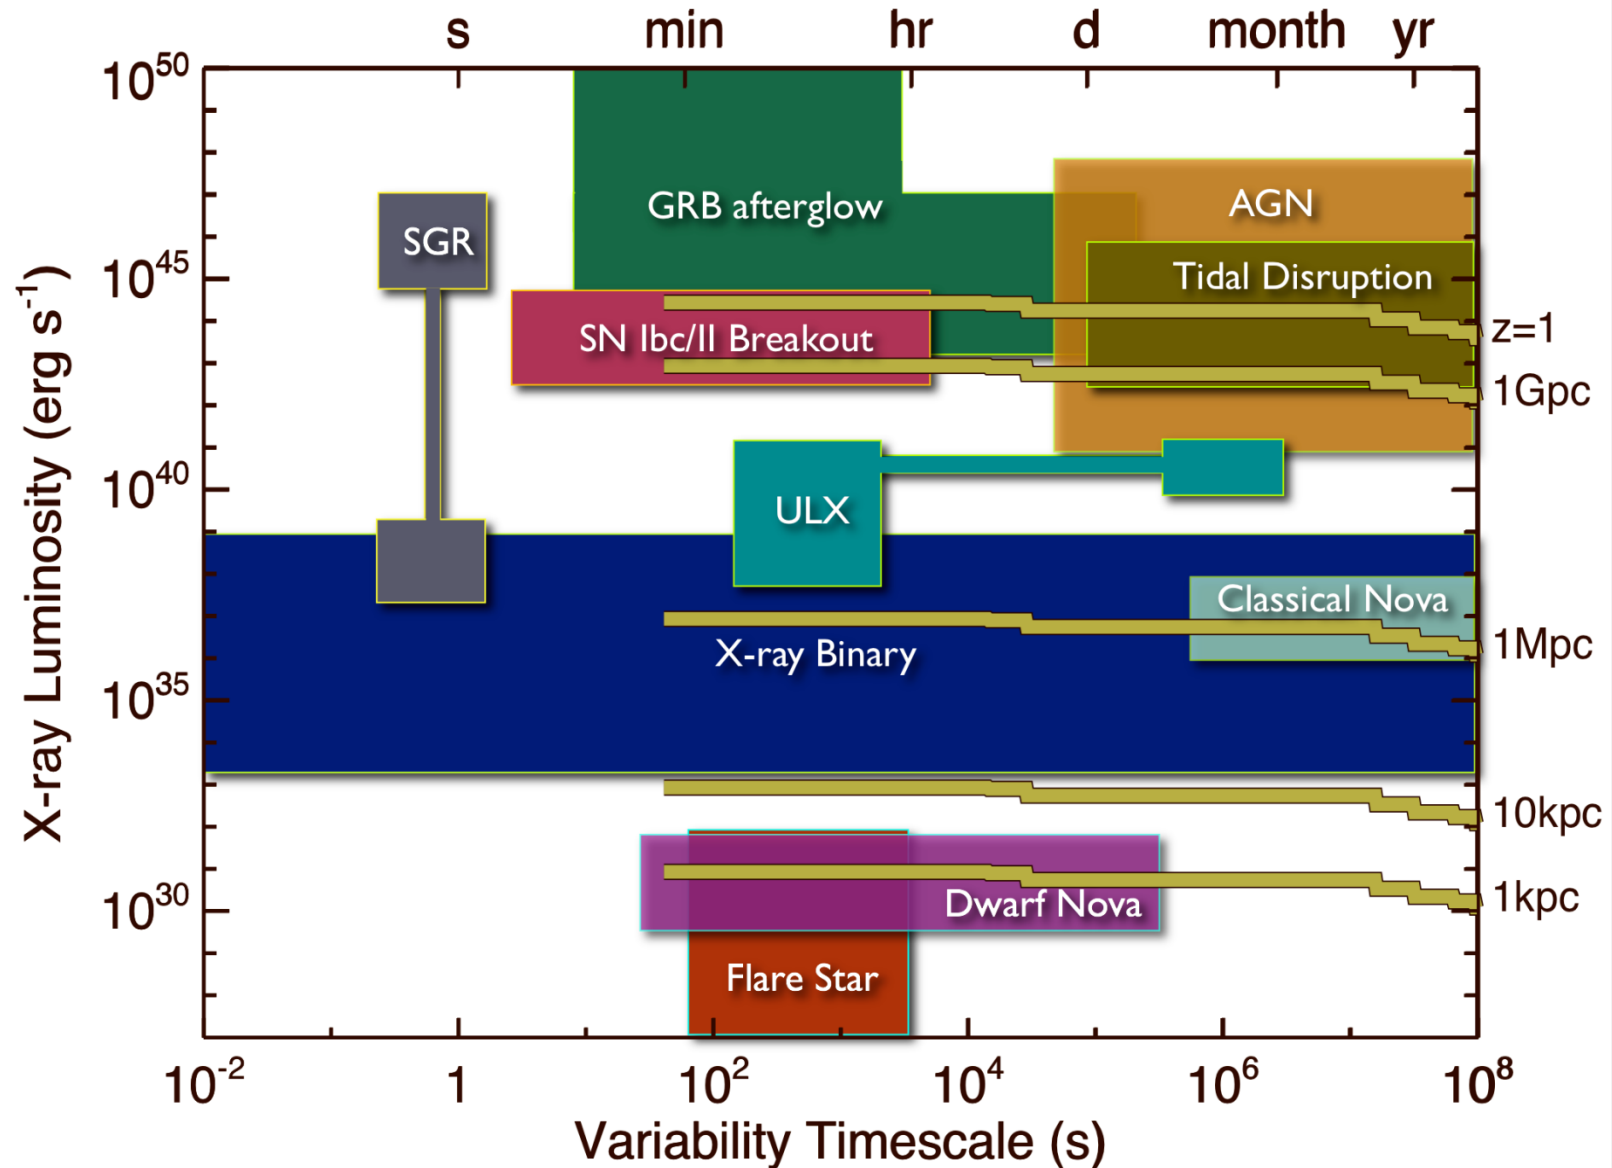 s min hr d month yr
10^50
GRB afterglow
AGN
SGR
10^45
Tidal Disruption
SN Ibc/II Breakout
z=1
1Gpc
10^40
ULX
Classical Nova
X-ray Binary
1Mpc
10^35
10kpc
10^30
Dwarf Nova
1kpc
Flare Star
X-ray Luminosity (erg s^-1)
10^-2 1 10^2 10^4 10^6 10^8
Variability Timescale (s)